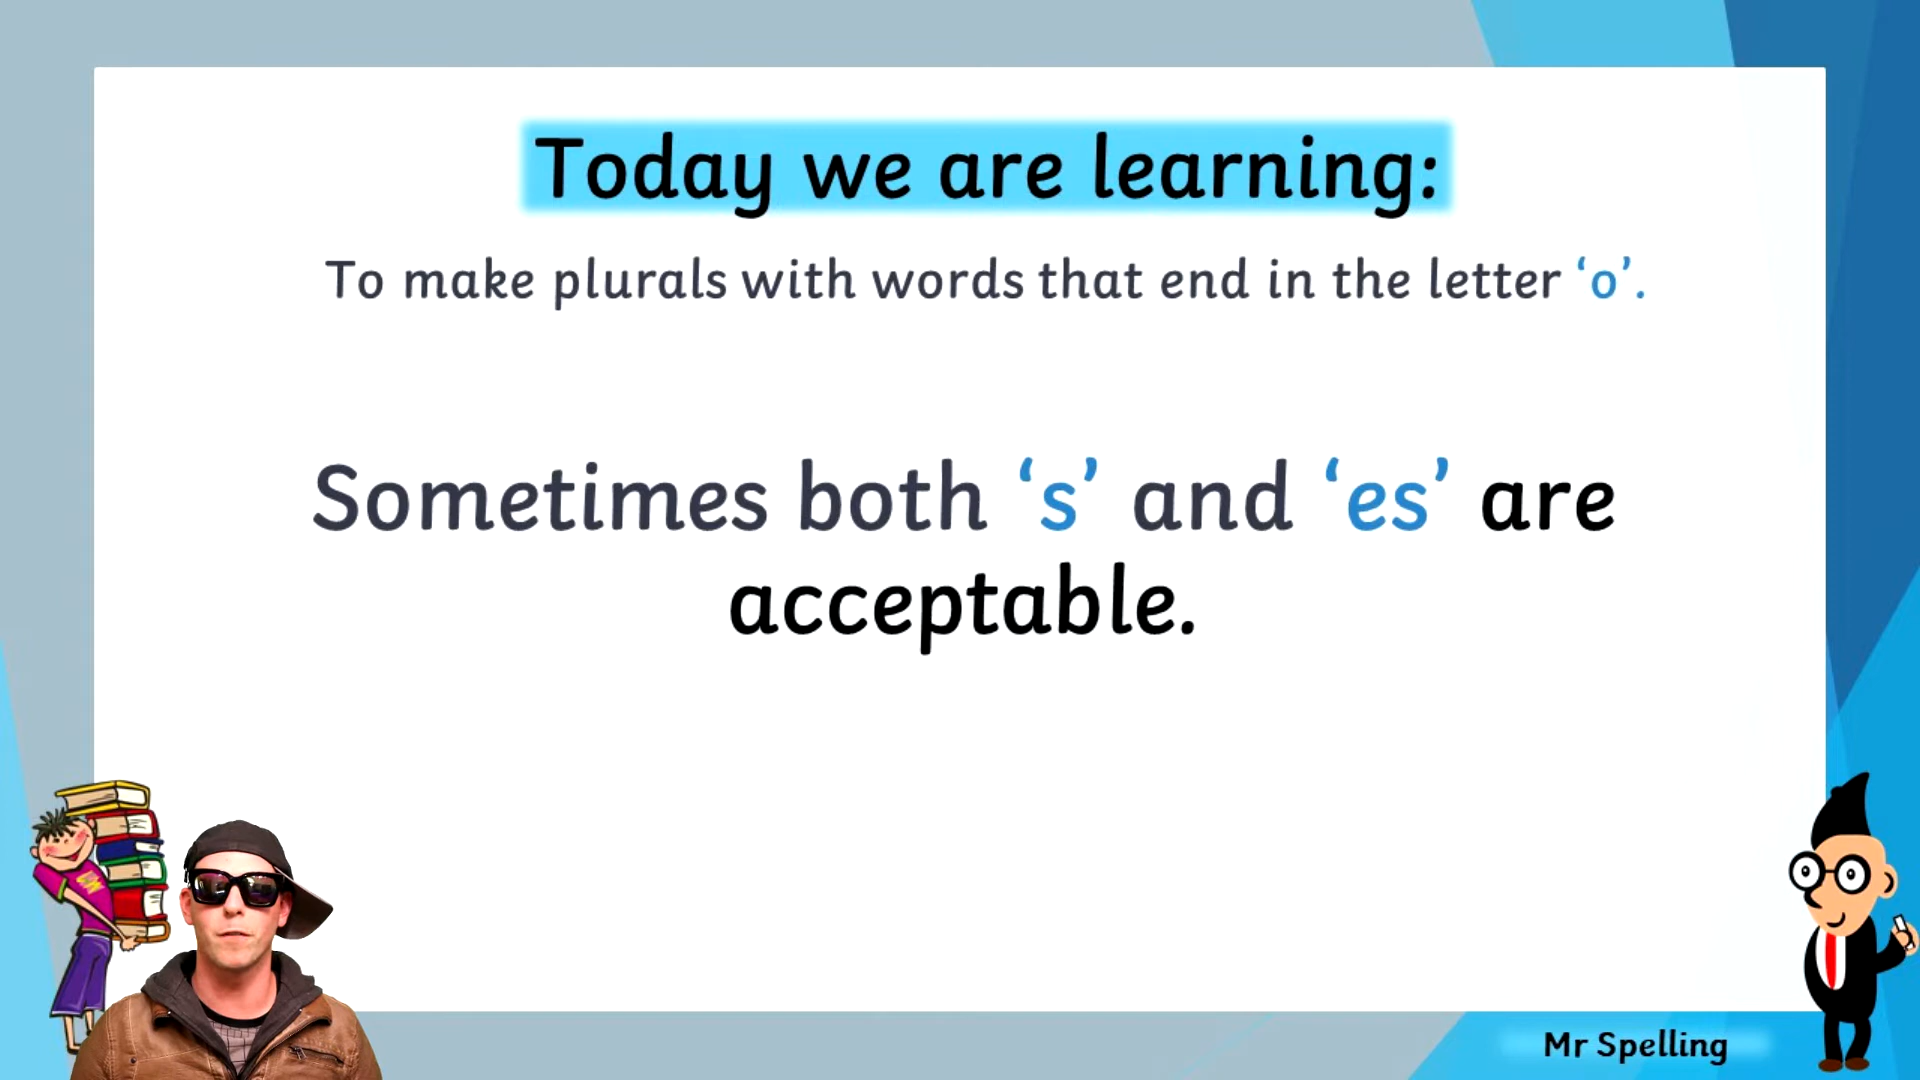 Today we are learning:
To make plurals with words that end in the letter ‘o’.
Sometimes both ‘s’ and ‘es’ are
acceptable.
Mr Spelling